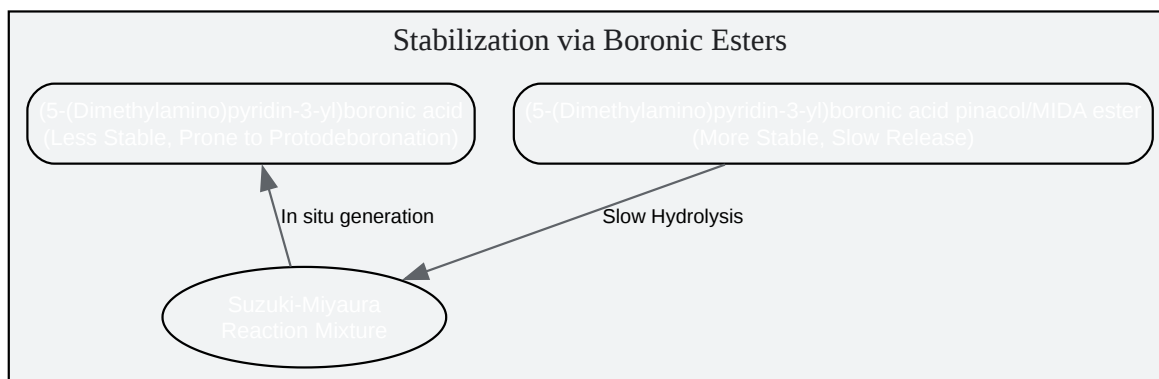 Stabilization via Boronic Esters
(5-(Dimethylamino)pyridin-3-yl)boronic acid
(Less Stable, Prone to Protodeboronation)
(5-(Dimethylamino)pyridin-3-yl)boronic acid pinacol/MIDA ester
(More Stable, Slow Release)
In situ generation
Slow Hydrolysis
Suzuki-Miyaura
Reaction Mixture